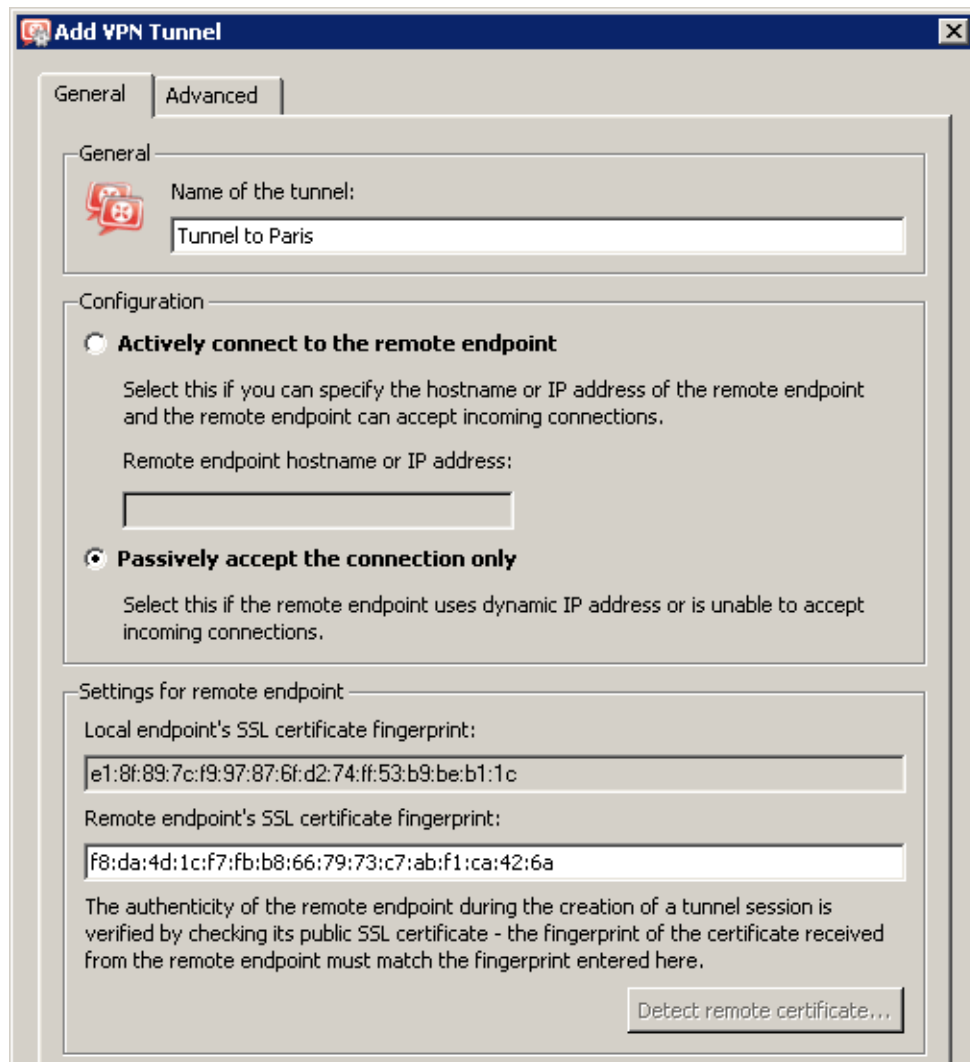 Add VPN Tunnel
General Advanced
General
Name of the tunnel:
Tunnel to Paris
Configuration
Actively connect to the remote endpoint
Select this if you can specify the hostname or IP address of the remote endpoint
and the remote endpoint can accept incoming connections.
Remote endpoint hostname or IP address:
Passively accept the connection only
Select this if the remote endpoint uses dynamic IP address or is unable to accept
incoming connections.
Settings for remote endpoint
Local endpoint's SSL certificate fingerprint:
e1:8f:89:7c:f9:97:87:6f:d2:74:ff:53:b9:be:b1:1c
Remote endpoint's SSL certificate fingerprint:
f8:da:4d:1c:f7:fb:b8:66:79:73:c7:ab:f1:ca:42:6a
The authenticity of the remote endpoint during the creation of a tunnel session is
verified by checking its public SSL certificate - the fingerprint of the certificate received
from the remote endpoint must match the fingerprint entered here.
Detect remote certificate...